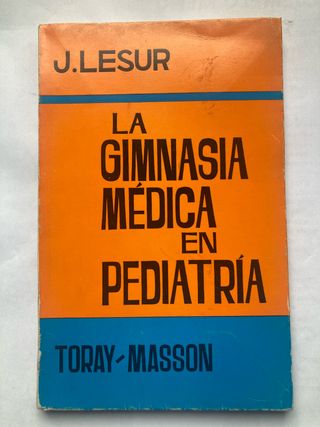 J. LESUR
LA
GIMNASIA
MÉDICA
EN
PEDIATRÍA
TORAY-MASSON